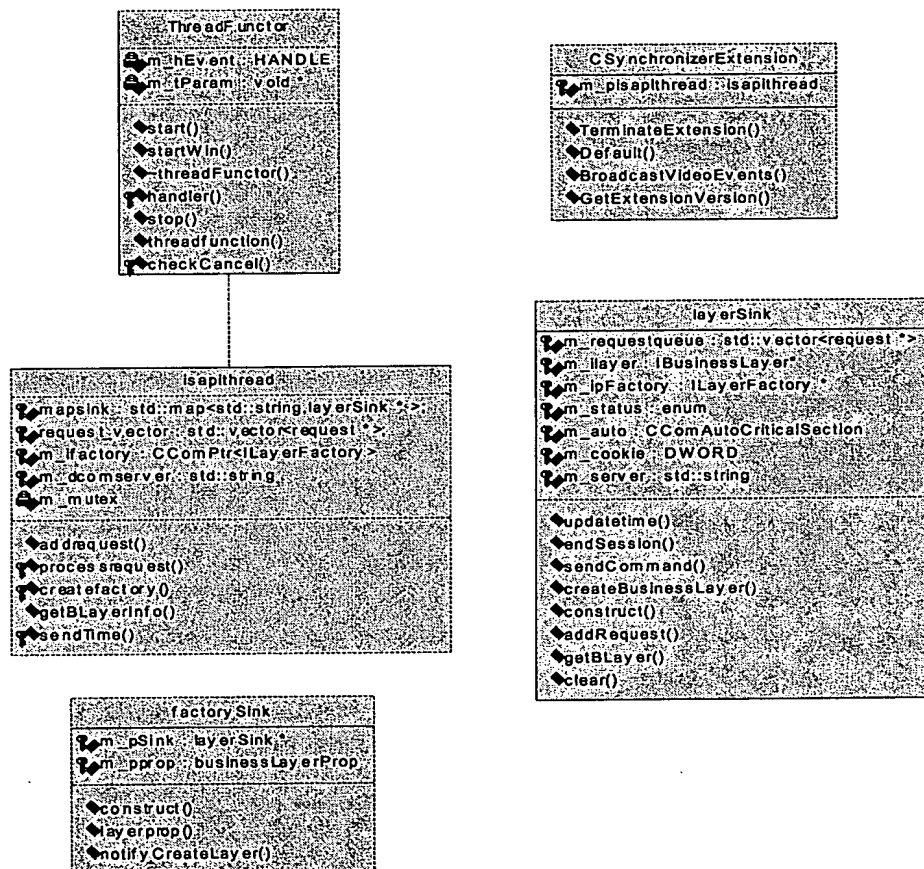 ThreadFunctor
m_hEvent : HANDLE
m_tParam : void *
start()
startWin()
~threadFunctor()
handler()
stop()
threadfunction()
checkCancel()
CSynchronizerExtension
m_pisapithread : isapithread
TerminateExtension()
Default()
BroadcastVideoEvents()
GetExtensionVersion()
isapithread
mapsink : std::map<std::string,layerSink *>
request_vector : std::vector<request *>
m_ifactory : CComPtr<ILayerFactory>
m_dcomserver : std::string
m_mutex
addrequest()
processrequest()
createfactory()
getBLayerInfo()
sendTime()
layerSink
m_requestqueue : std::vector<request *>
m_ilayer : IBusinessLayer*
m_ipFactory : ILayerFactory *
m_status : enum
m_auto : CComAutoCriticalSection
m_cookie : DWORD
m_server : std::string
updatetime()
endSession()
sendCommand()
createBusinessLayer()
construct()
addRequest()
getBLayer()
clear()
factorySink
m_pSink : layerSink *
m_pprop : businessLayerProp
construct()
layerprop()
notifyCreateLayer()